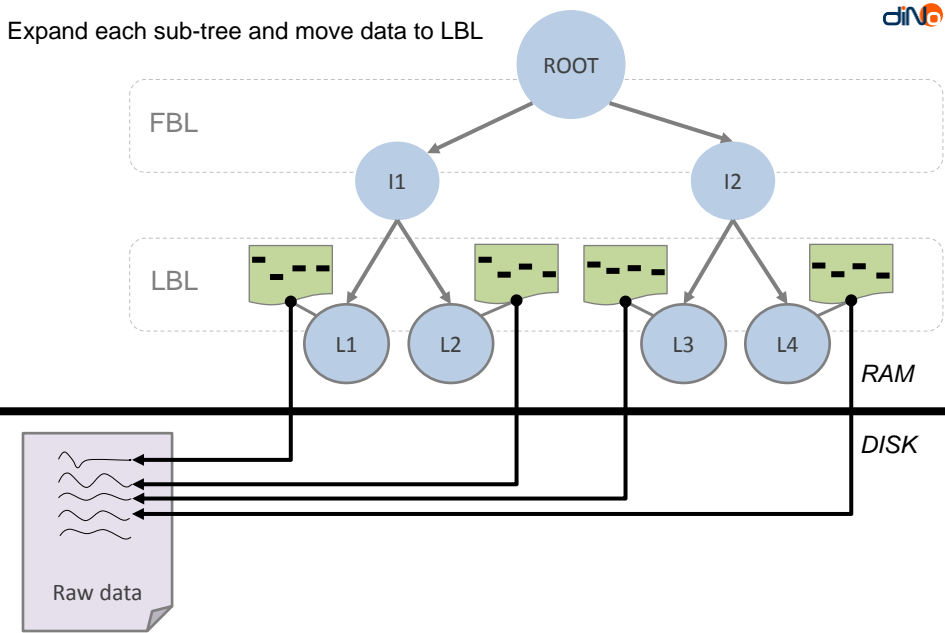 Expand each sub-tree and move data to LBL
diNo
ROOT
FBL
I1
I2
LBL
L1
L2
L3
L4
RAM
DISK
Raw data